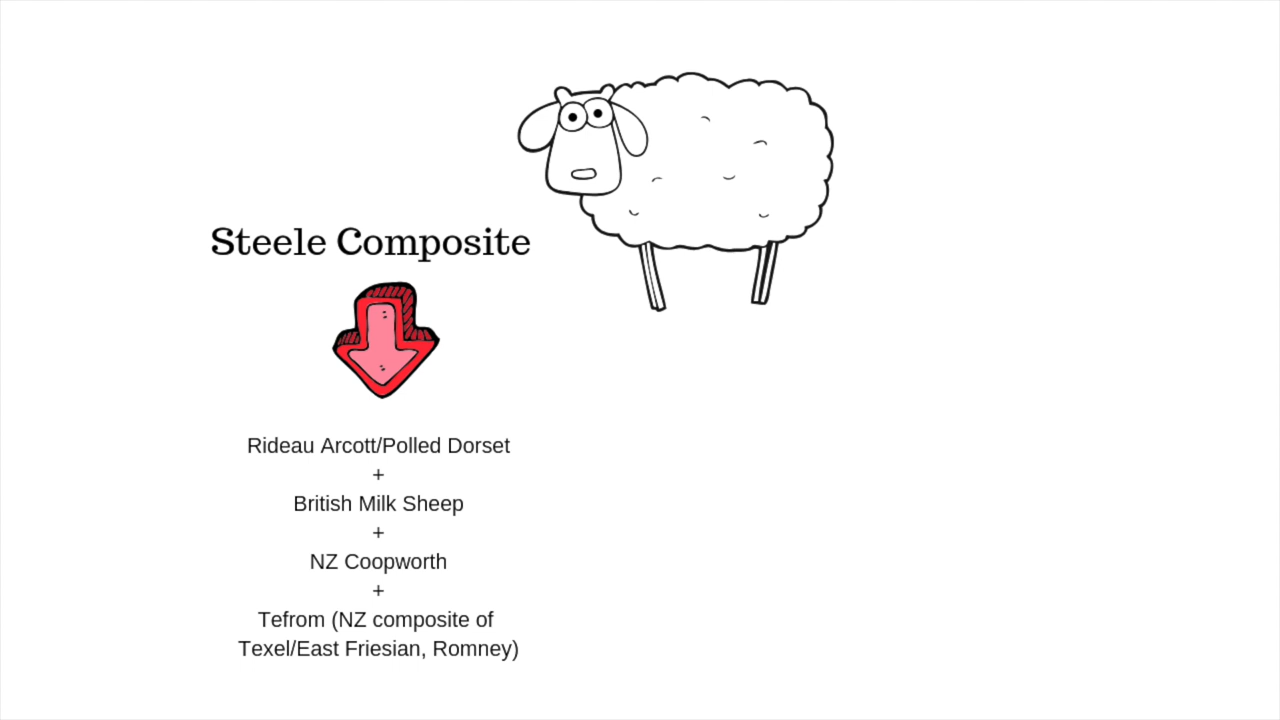 Steele Composite
Rideau Arcott/Polled Dorset
+
British Milk Sheep
+
NZ Coopworth
+
Tefrom (NZ composite of
Texel/East Friesian, Romney)